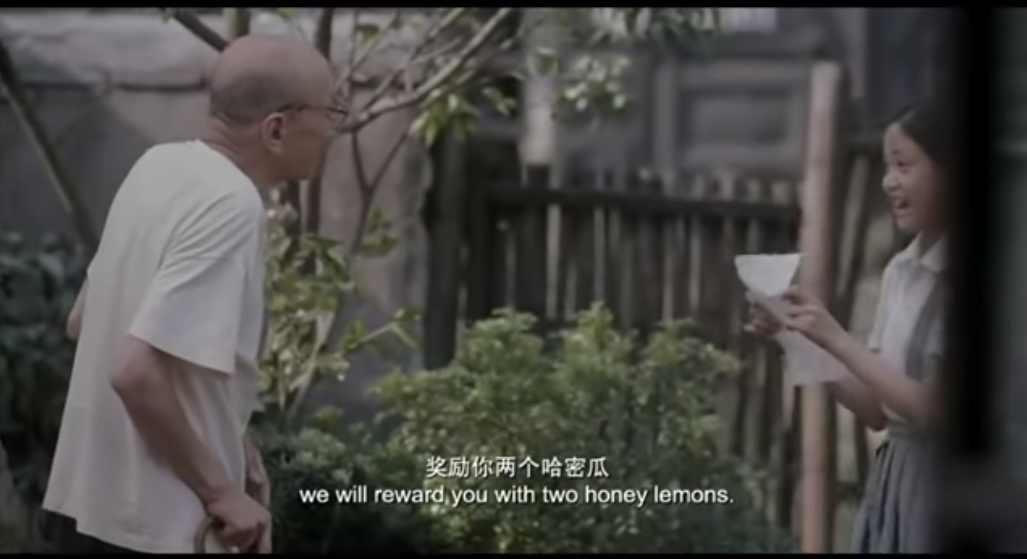 奖励你两个哈密瓜
we will reward you with two honey lemons.